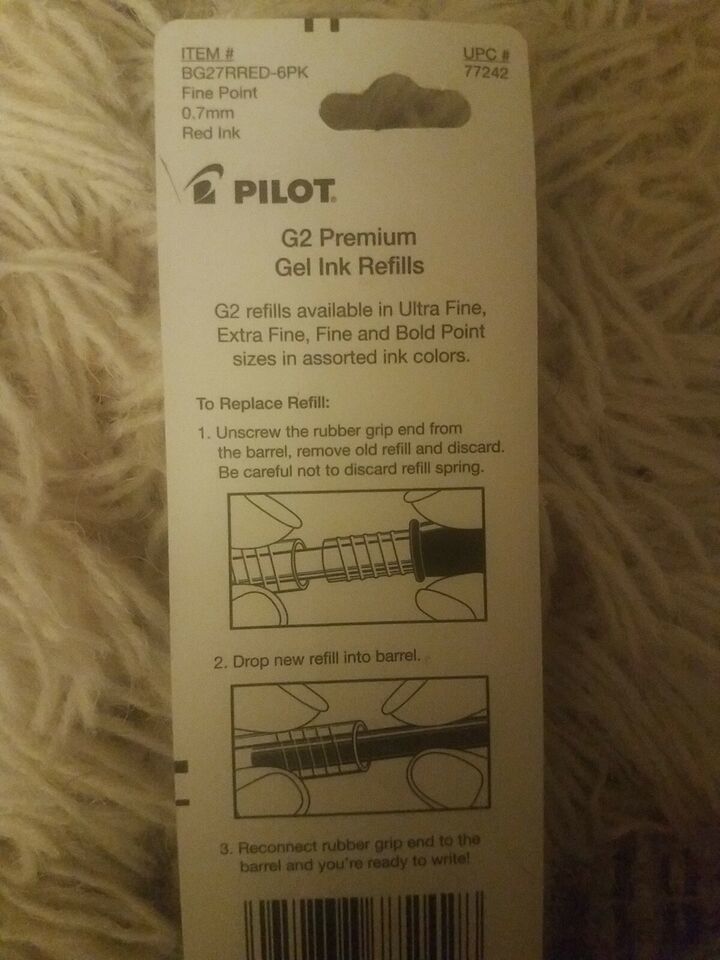 ITEM #
BG27RRED-6PK
Fine Point
0.7mm
Red Ink
UPC #
77242
PILOT®
G2 Premium
Gel Ink Refills
G2 refills available in Ultra Fine,
Extra Fine, Fine and Bold Point
sizes in assorted ink colors.
To Replace Refill:
1. Unscrew the rubber grip end from
the barrel, remove old refill and discard.
Be careful not to discard refill spring.
2. Drop new refill into barrel.
3. Reconnect rubber grip end to the
barrel and you're ready to write!